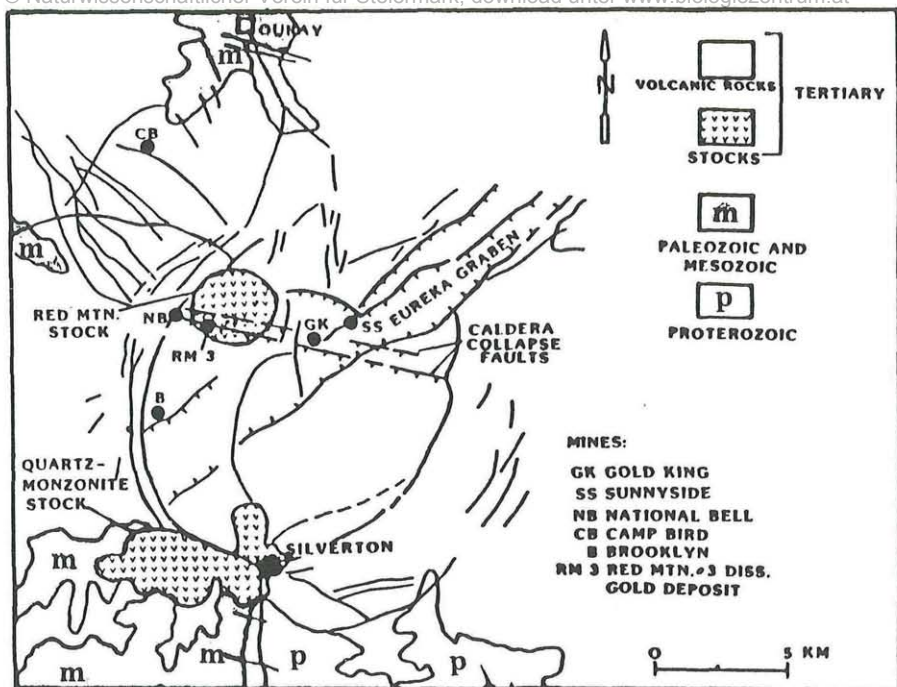 © Naturwissenschaftlicher Verein für Steiermark; download unter www.biologiezentrum.at
OURAY
m
CB
m
RED MTN.
STOCK
NB
RM 3
GK
SS
EUREKA GRABEN
CALDERA
COLLAPSE
FAULTS
B
QUARTZ-
MONZONITE
STOCK
SILVERTON
m
m
m
p
p
N
VOLCANIC ROCKS
TERTIARY
STOCKS
m
PALEOZOIC AND
MESOZOIC
p
PROTEROZOIC
MINES:
GK GOLD KING
SS SUNNYSIDE
NB NATIONAL BELL
CB CAMP BIRD
B BROOKLYN
RM 3 RED MTN. #3 DISS.
GOLD DEPOSIT
0 5 KM